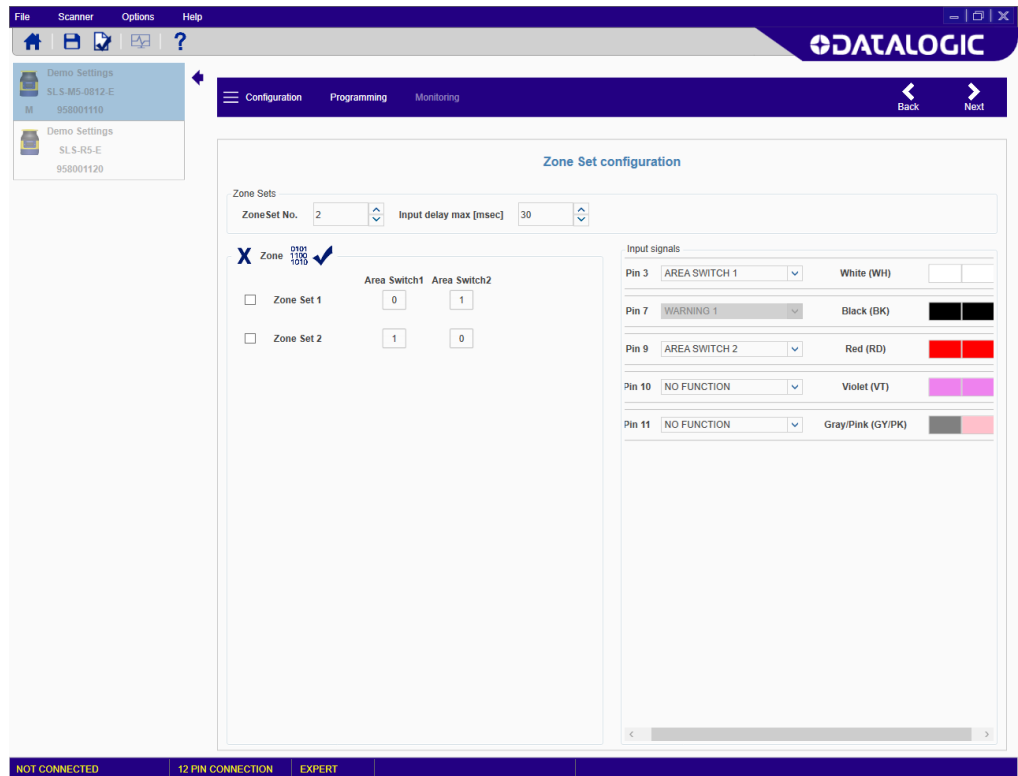 File Scanner Options Help
DATALOGIC
Demo Settings
SLS-M5-0812-E
M 958001110
Demo Settings
SLS-R5-E
958001120
Configuration Programming Monitoring Back Next
Zone Set configuration
Zone Sets
ZoneSet No. 2 Input delay max [msec] 30
X Zone 0101 1100 1010
Area Switch1 Area Switch2
Zone Set 1 0 1
Zone Set 2 1 0
Input signals
Pin 3 AREA SWITCH 1 White (WH)
Pin 7 WARNING 1 Black (BK)
Pin 9 AREA SWITCH 2 Red (RD)
Pin 10 NO FUNCTION Violet (VT)
Pin 11 NO FUNCTION Gray/Pink (GY/PK)
NOT CONNECTED 12 PIN CONNECTION EXPERT